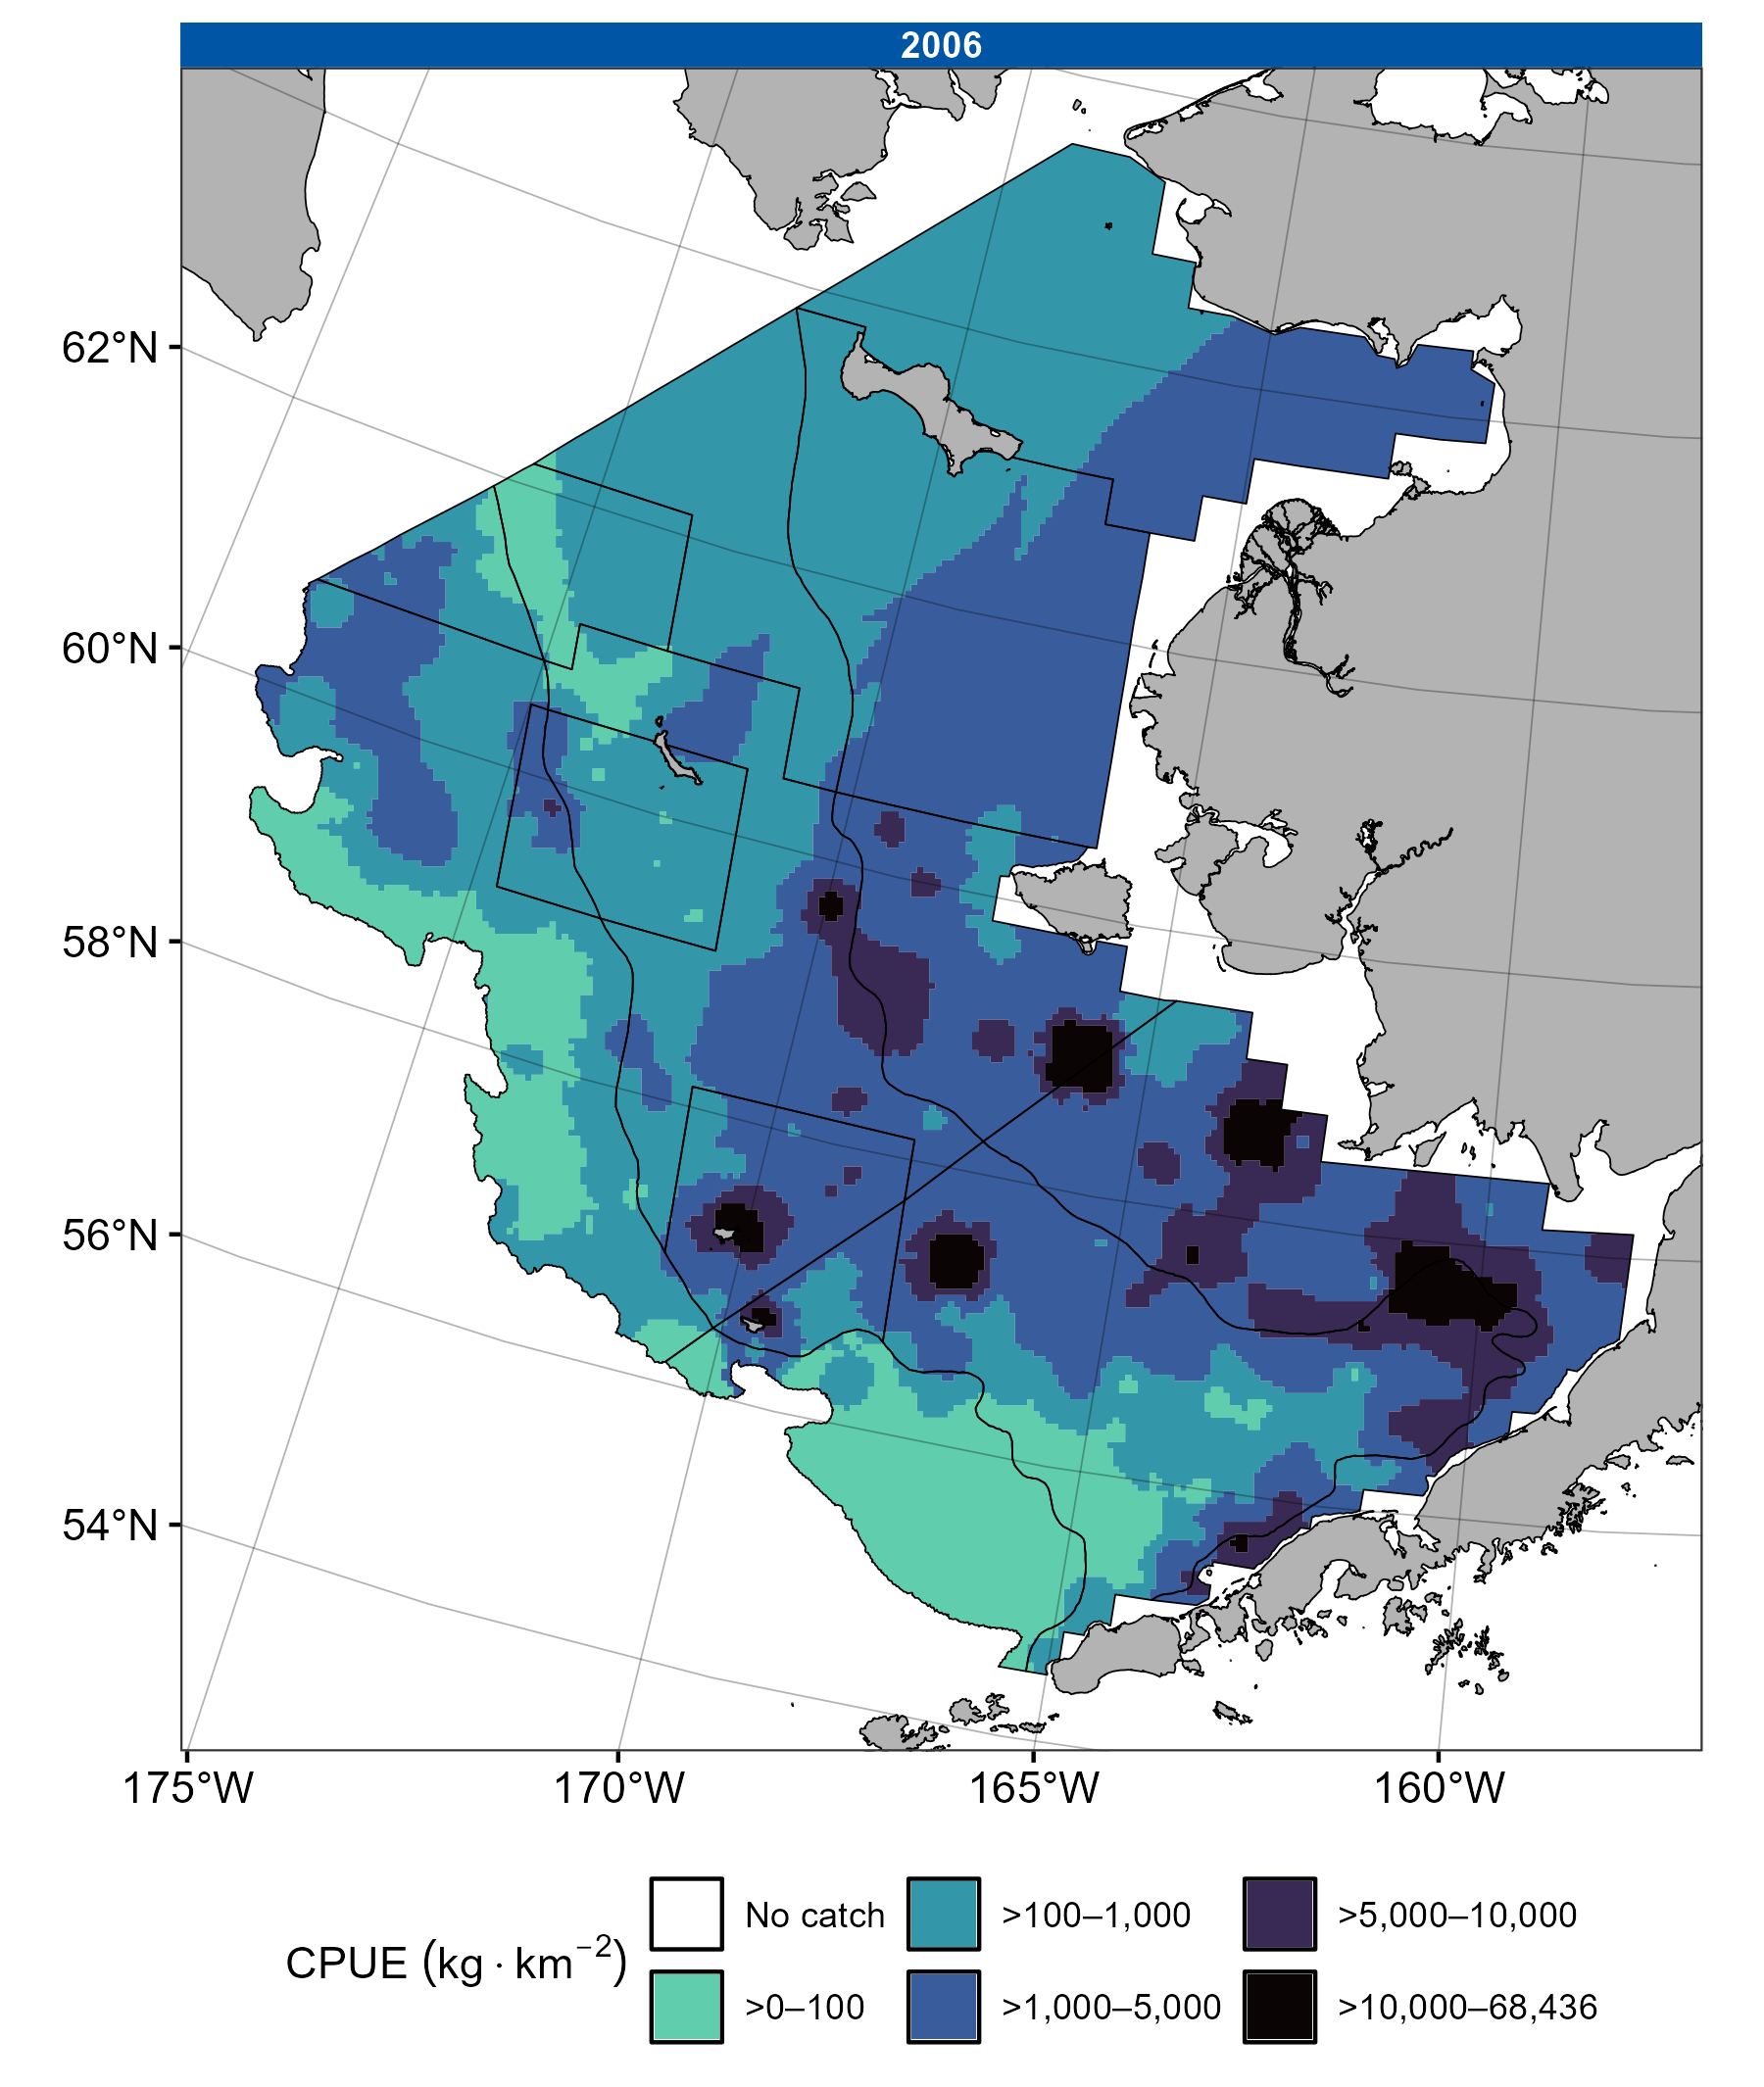 2006
62°N
60°N
58°N
56°N
54°N
175°W 170°W 165°W 160°W
CPUE (kg · km⁻²)
No catch >100–1,000 >5,000–10,000
>0–100 >1,000–5,000 >10,000–68,436